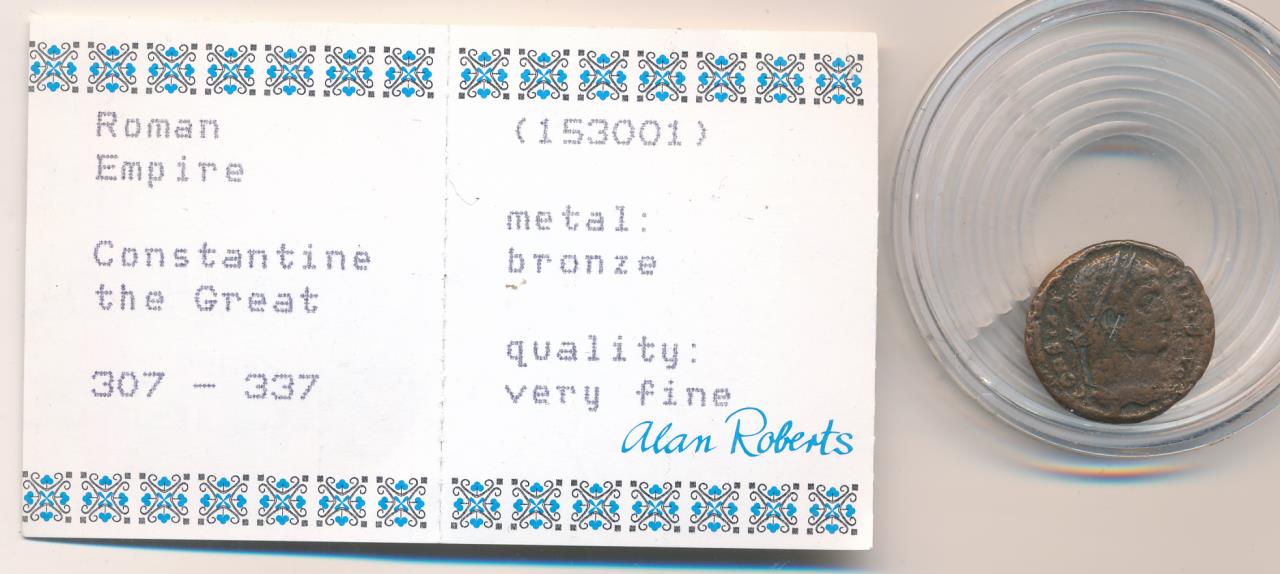 Roman
Empire
Constantine
the Great
307 - 337
(153001)
metal:
bronze
quality:
very fine
Alan Roberts